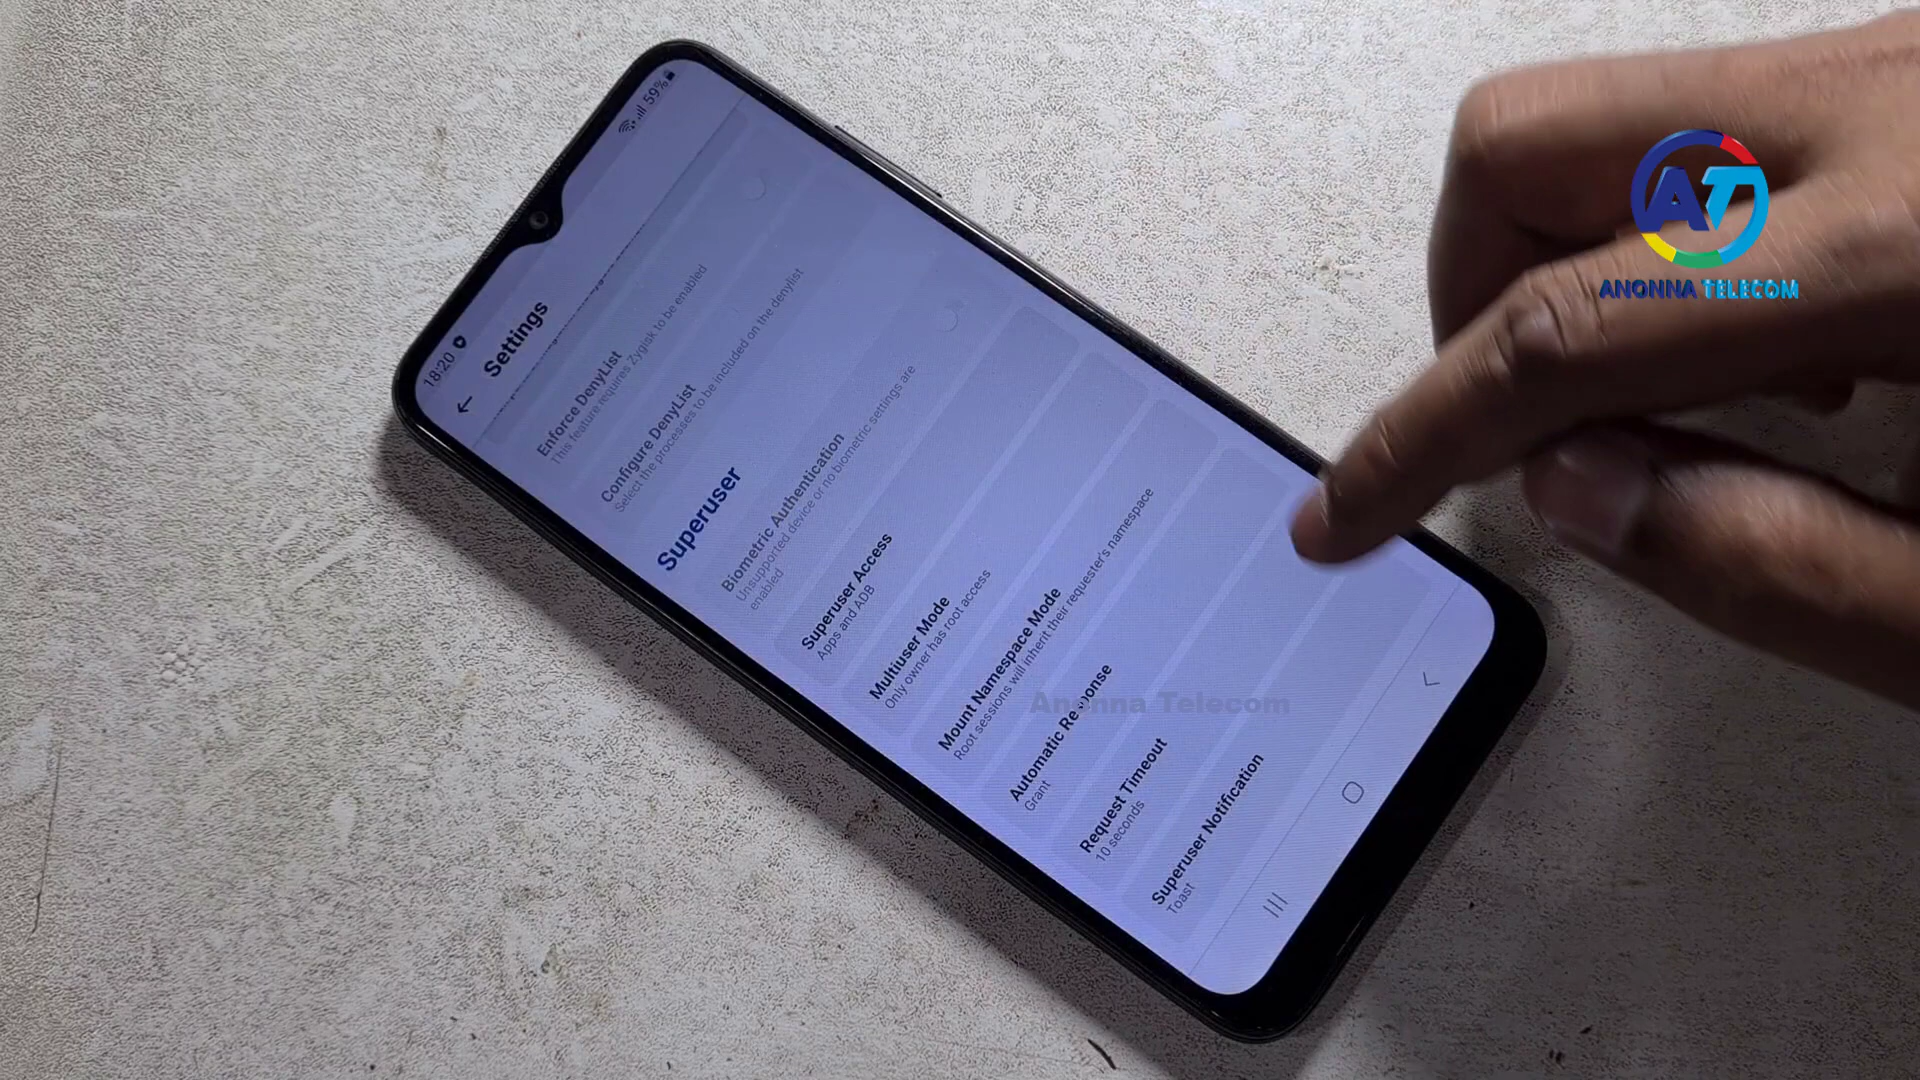 18:20
59%
Settings
Enforce DenyList
This feature requires Zygisk to be enabled
Configure DenyList
Select the processes to be included on the denylist
Superuser
Biometric Authentication
Unsupported device or no biometric settings are
enabled
Superuser Access
Apps and ADB
Multiuser Mode
Only owner has root access
Mount Namespace Mode
Root sessions will inherit their requester's namespace
Automatic Response
Grant
Request Timeout
10 seconds
Superuser Notification
Toast
AT
ANONNA TELECOM
Anonna Telecom